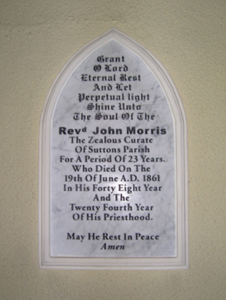 Grant
O Lord
Eternal Rest
And Let
Perpetual light
Shine Unto
The Soul Of The
Revd John Morris
The Zealous Curate
Of Suttons Parish
For A Period Of 23 Years.
Who Died On The
19th Of June A.D. 1861
In His Forty Eight Year
And The
Twenty Fourth Year
Of His Priesthood.
May He Rest In Peace
Amen